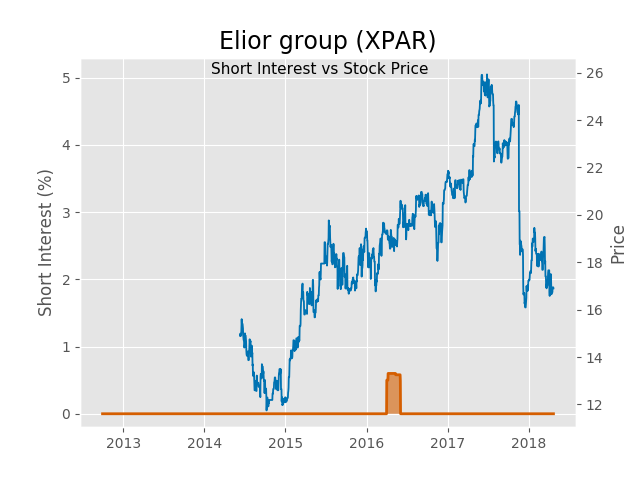 Elior group (XPAR)
Short Interest vs Stock Price
Short Interest (%)
5
4
3
2
1
0
26
24
22
20
18
16
14
12
Price
2013 2014 2015 2016 2017 2018